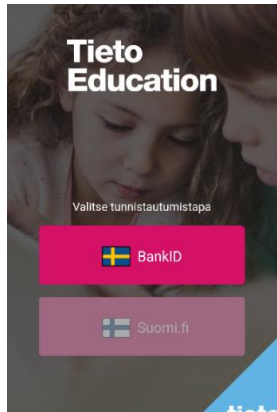 Tieto
Education
Valitse tunnistautumistapa
BankID
Suomi.fi